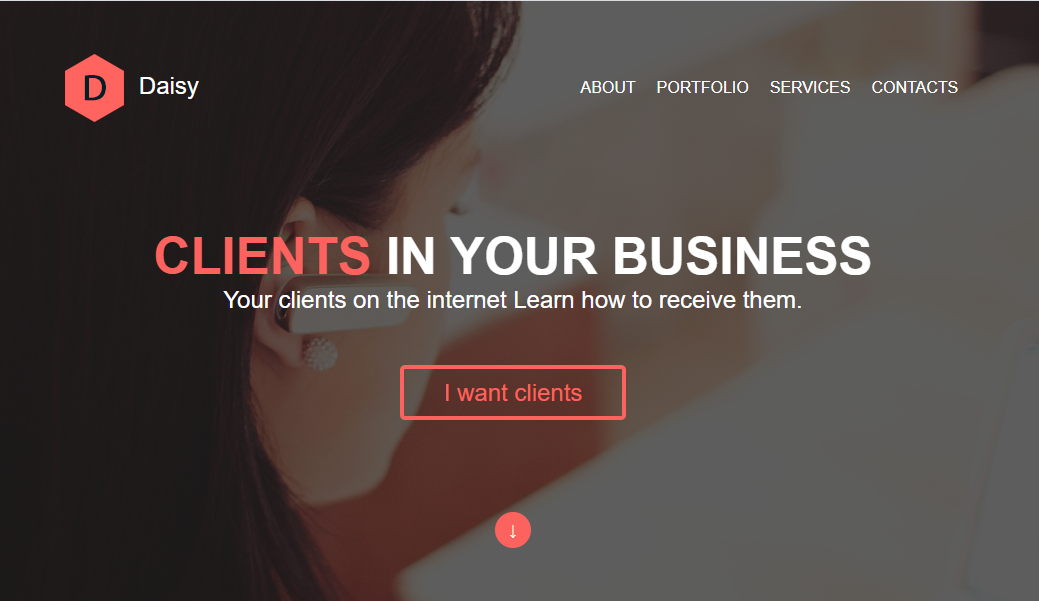 D Daisy
ABOUT PORTFOLIO SERVICES CONTACTS
CLIENTS IN YOUR BUSINESS
Your clients on the internet Learn how to receive them.
I want clients
↓